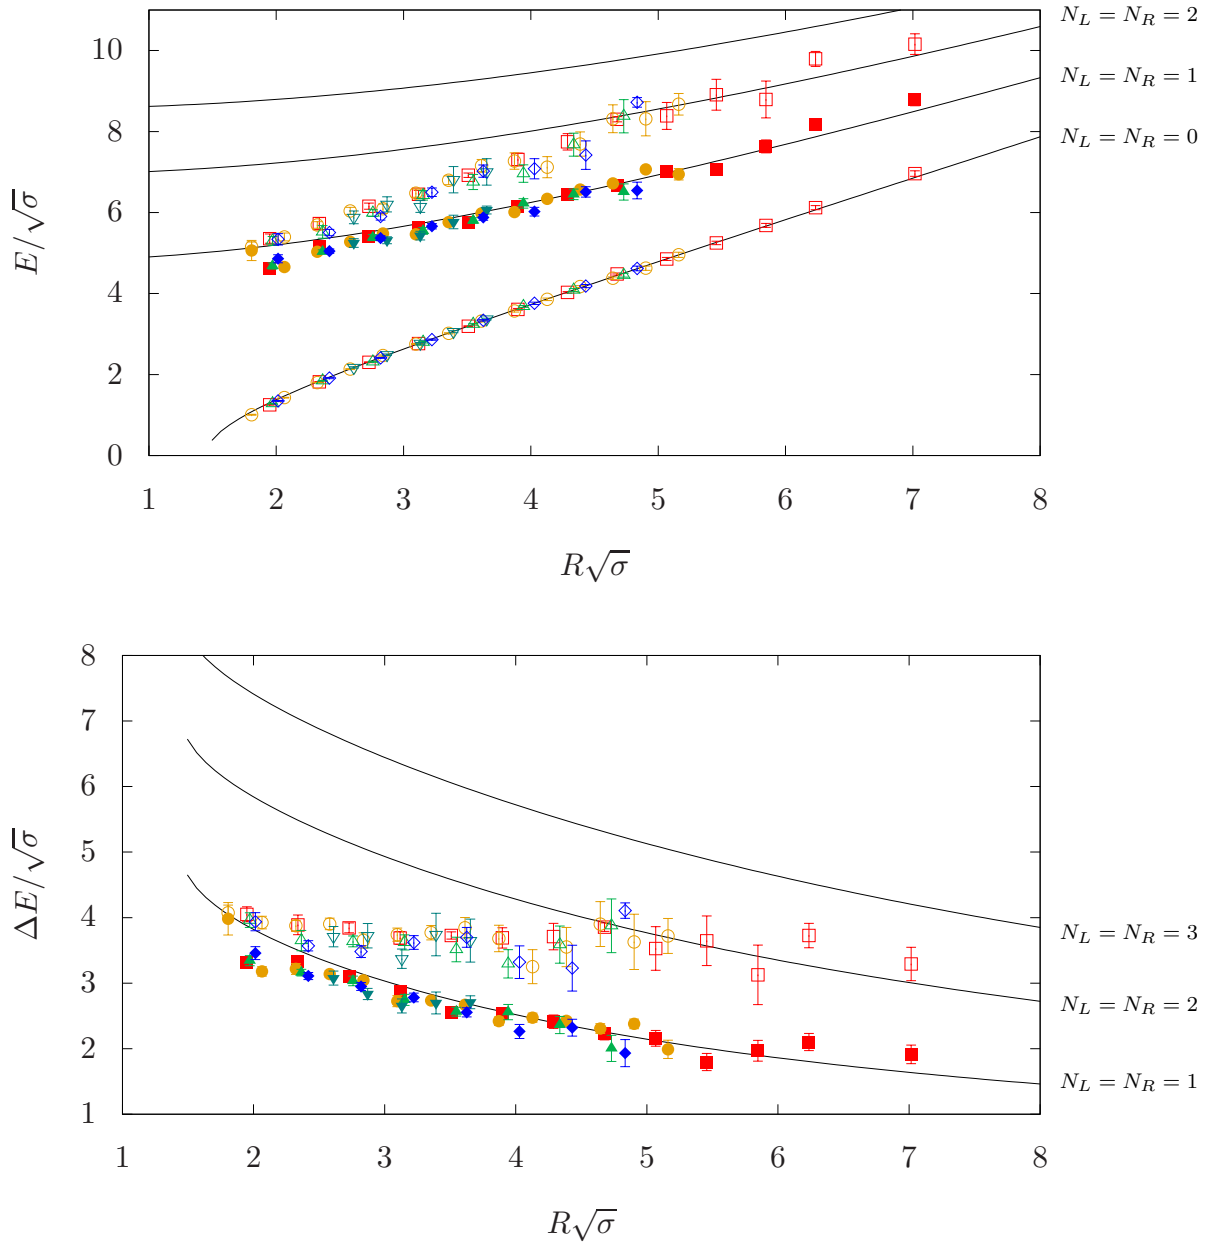 E/√σ
10
8
6
4
2
0
1 2 3 4 5 6 7 8
R√σ
N_L = N_R = 2
N_L = N_R = 1
N_L = N_R = 0
ΔE/√σ
8
7
6
5
4
3
2
1
1 2 3 4 5 6 7 8
R√σ
N_L = N_R = 3
N_L = N_R = 2
N_L = N_R = 1